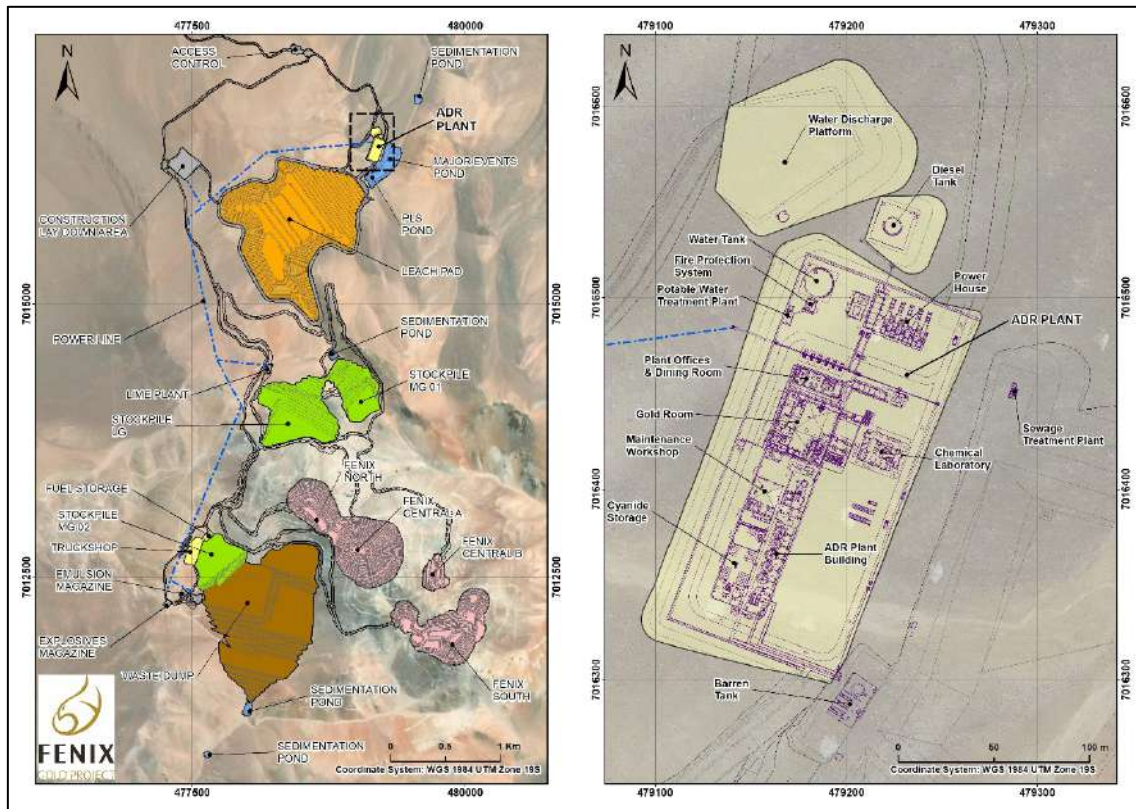 477500
480000
479100
479200
479300
N
ACCESS
CONTROL
SEDIMENTATION
POND
ADR
PLANT
MAJOR EVENTS
POND
CONSTRUCTION
LAY DOWN AREA
PLS
POND
LEACH PAD
7015000
7015000
SEDIMENTATION
POND
POWER LINE
LIME PLANT
STOCKPILE
MG 01
STOCKPILE
LG
FENIX
NORTH
FUEL STORAGE
FENIX
CENTRAL A
STOCKPILE
MG 02
TRUCKSHOP
FENIX
CENTRAL B
EMULSION
MAGAZINE
7012500
7012500
EXPLOSIVES
MAGAZINE
WASTE DUMP
SEDIMENTATION
POND
FENIX
SOUTH
FENIX
GOLD PROJECT
SEDIMENTATION
POND
0 0.5 1 Km
Coordinate System: WGS 1984 UTM Zone 19S
477500
480000
N
7016600
7016600
Water Discharge
Platform
Diesel
Tank
Water Tank
Fire Protection
System
Potable Water
Treatment Plant
Power
House
7016500
7016500
ADR PLANT
Plant Offices
& Dining Room
Gold Room
Sewage
Treatment Plant
Maintenance
Workshop
Chemical
Laboratory
7016400
7016400
Cyanide
Storage
ADR Plant
Building
7016300
7016300
Barren
Tank
0 50 100 m
Coordinate System: WGS 1984 UTM Zone 19S
479100
479200
479300